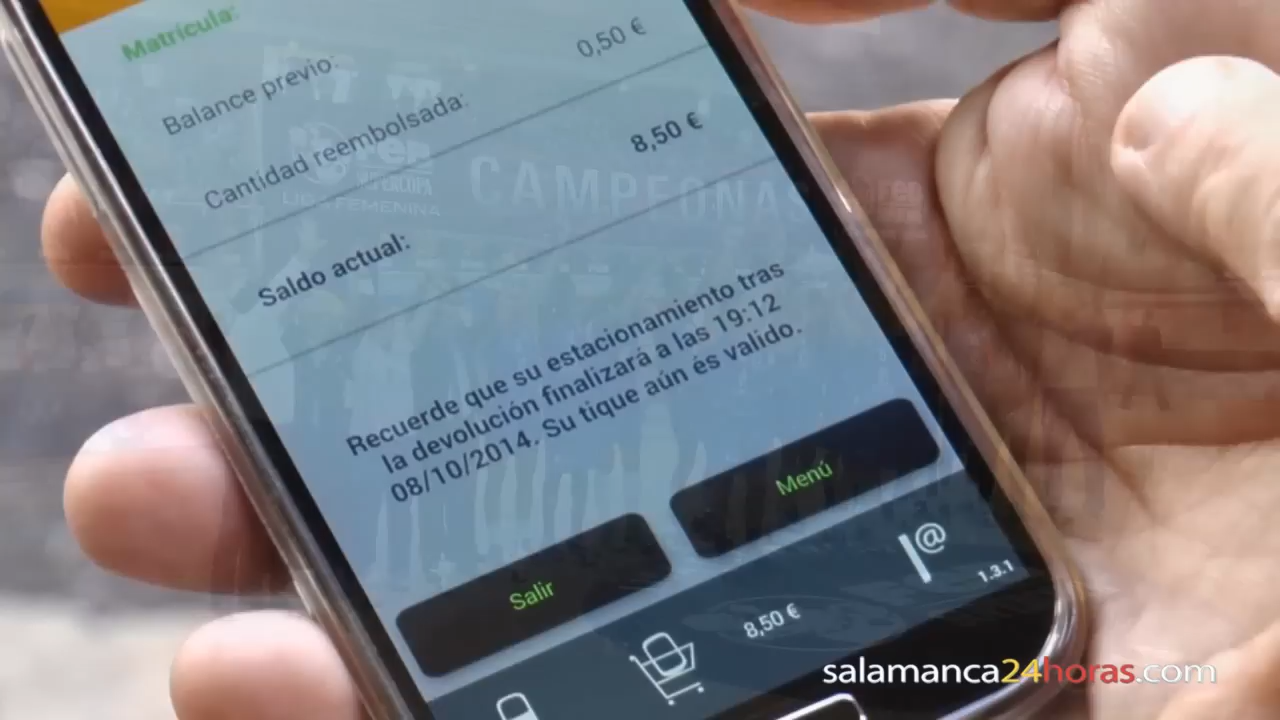 Matrícula:
Balance previo:
0,50 €
Cantidad reembolsada:
8,50 €
Saldo actual:
CAMPEONAS
LIGA FEMENINA
Recuerde que su estacionamiento tras
la devolución finalizará a las 19:12
08/10/2014. Su tique aún és valido.
Menú
Salir
@
1.3.1
8,50 €
salamanca24horas.com